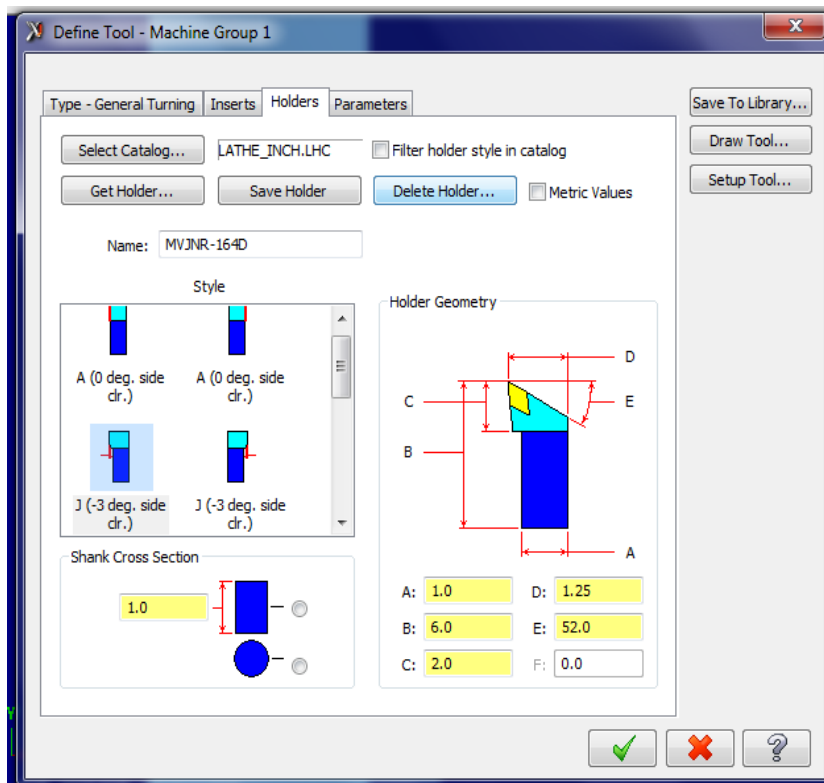 Define Tool - Machine Group 1
Type - General Turning Inserts Holders Parameters
Save To Library...
Draw Tool...
Setup Tool...
Select Catalog... LATHE_INCH.LHC Filter holder style in catalog
Get Holder... Save Holder Delete Holder... Metric Values
Name: MVJNR-164D
Style
A (0 deg. side clr.)
A (0 deg. side clr.)
J (-3 deg. side clr.)
J (-3 deg. side clr.)
Shank Cross Section
1.0
Holder Geometry
D
C E
B
A
A: 1.0 D: 1.25
B: 6.0 E: 52.0
C: 2.0 F: 0.0